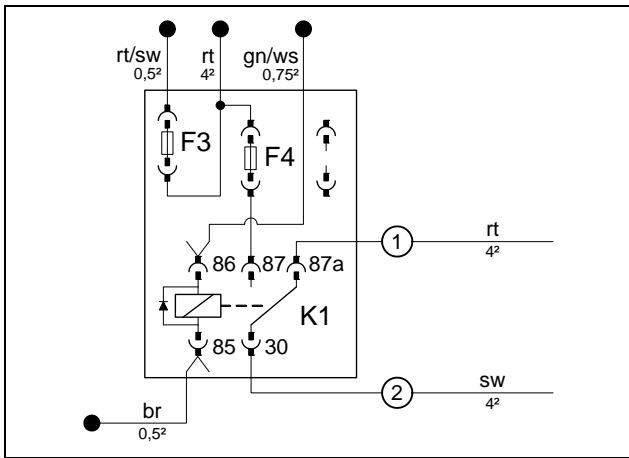 rt/sw rt gn/ws
0,5² 4² 0,75²
F3 F4
rt
1
4²
86 87 87a
K1
85 30
sw
2
4²
br
0,5²